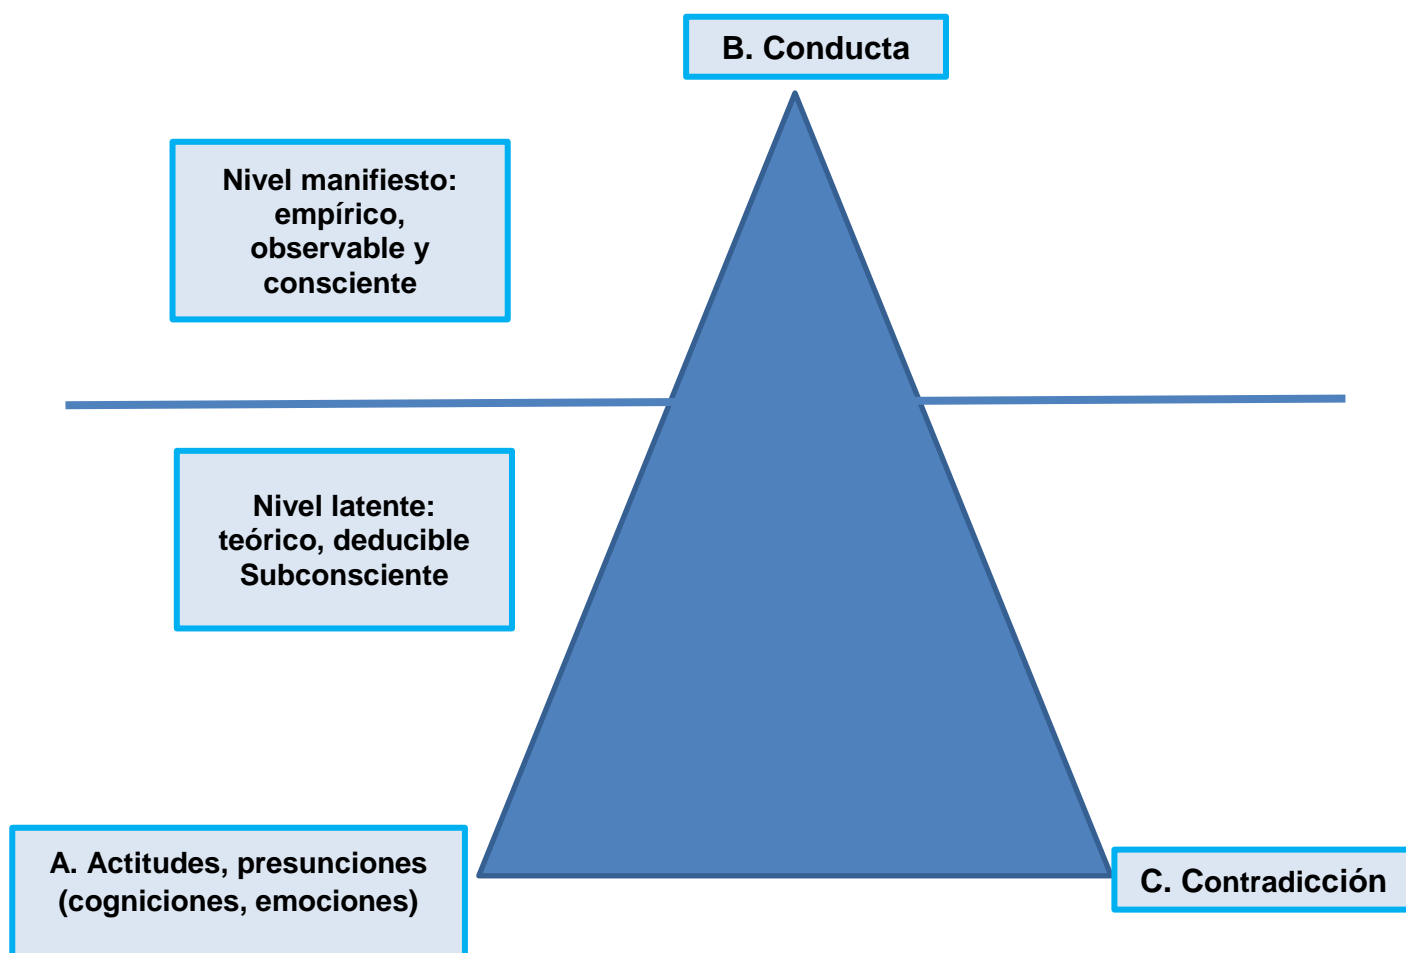 B. Conducta
Nivel manifiesto:
empírico,
observable y
consciente
Nivel latente:
teórico, deducible
Subconsciente
A. Actitudes, presunciones
(cogniciones, emociones)
C. Contradicción